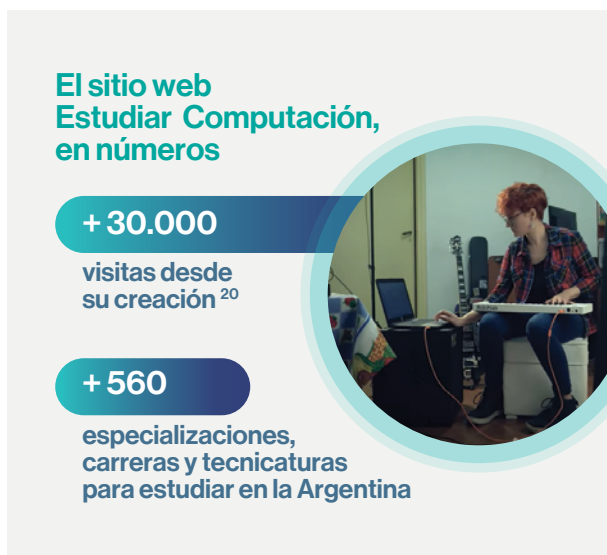 El sitio web
Estudiar Computación,
en números
+ 30.000
visitas desde
su creación 20
+ 560
especializaciones,
carreras y tecnicaturas
para estudiar en la Argentina